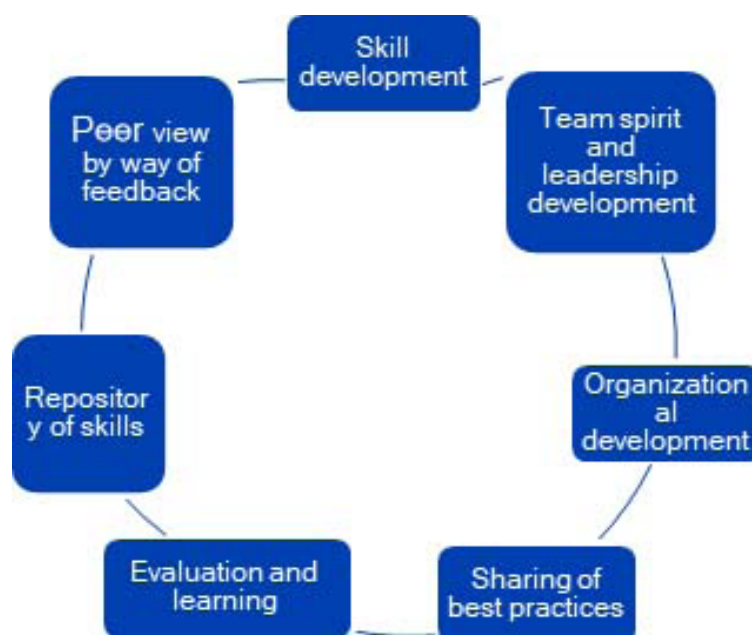 Skill
development
Team spirit
and
leadership
development
Organization
al
development
Sharing of
best practices
Evaluation and
learning
Repositor
y of skills
Peer view
by way of
feedback